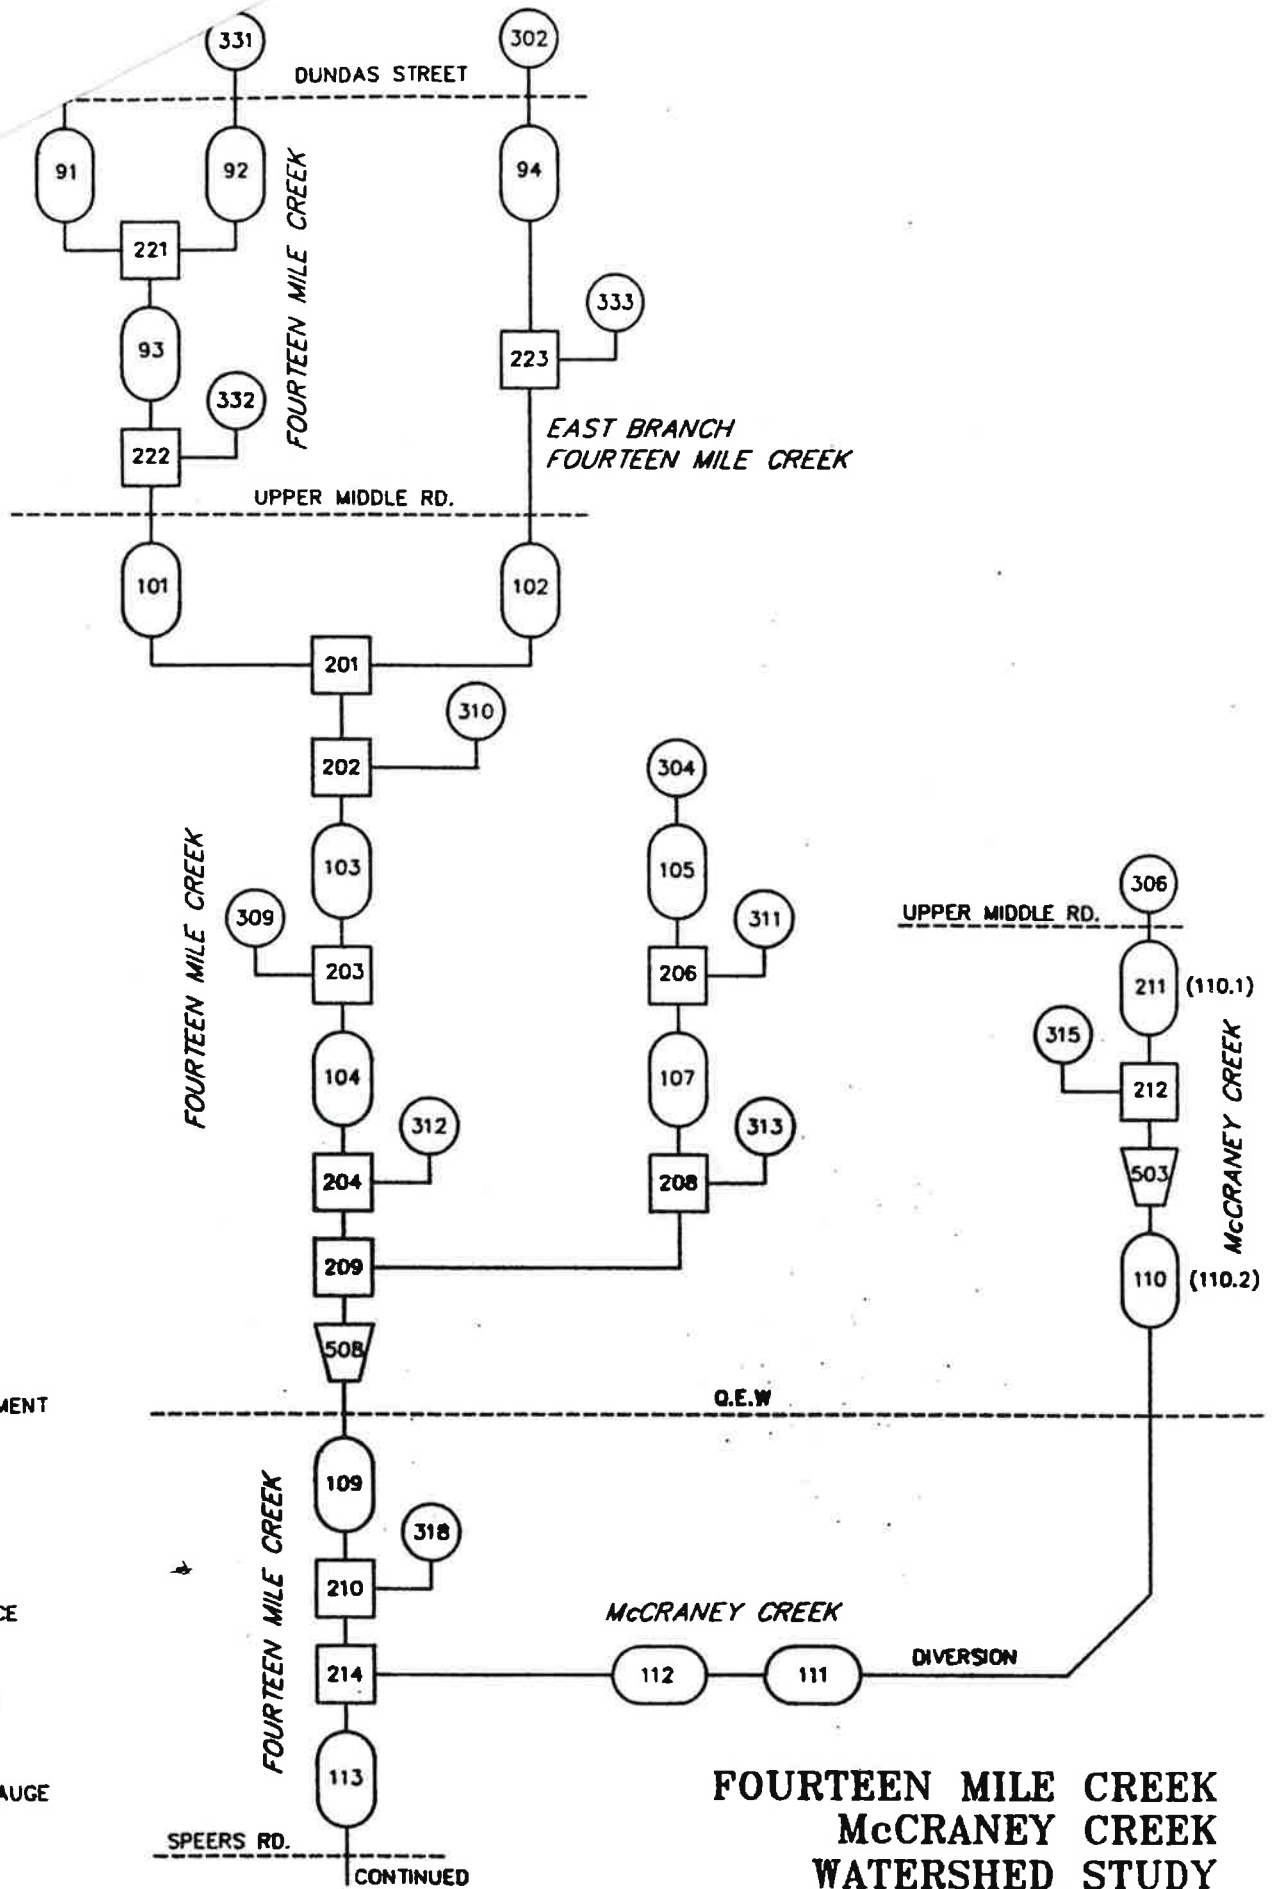 331
302
DUNDAS STREET
91
92
94
FOURTEEN MILE CREEK
221
333
93
223
332
222
EAST BRANCH
FOURTEEN MILE CREEK
UPPER MIDDLE RD.
101
102
201
310
202
304
103
105
306
309
311
UPPER MIDDLE RD.
FOURTEEN MILE CREEK
203
206
211 (110.1)
315
104
107
212
McCRANEY CREEK
312
313
503
204
208
209
110 (110.2)
508
MENT
Q.E.W
109
FOURTEEN MILE CREEK
318
210
CE
McCRANEY CREEK
214
112
111
DIVERSION
113
AUGE
FOURTEEN MILE CREEK
McCRANEY CREEK
WATERSHED STUDY
SPEERS RD.
CONTINUED